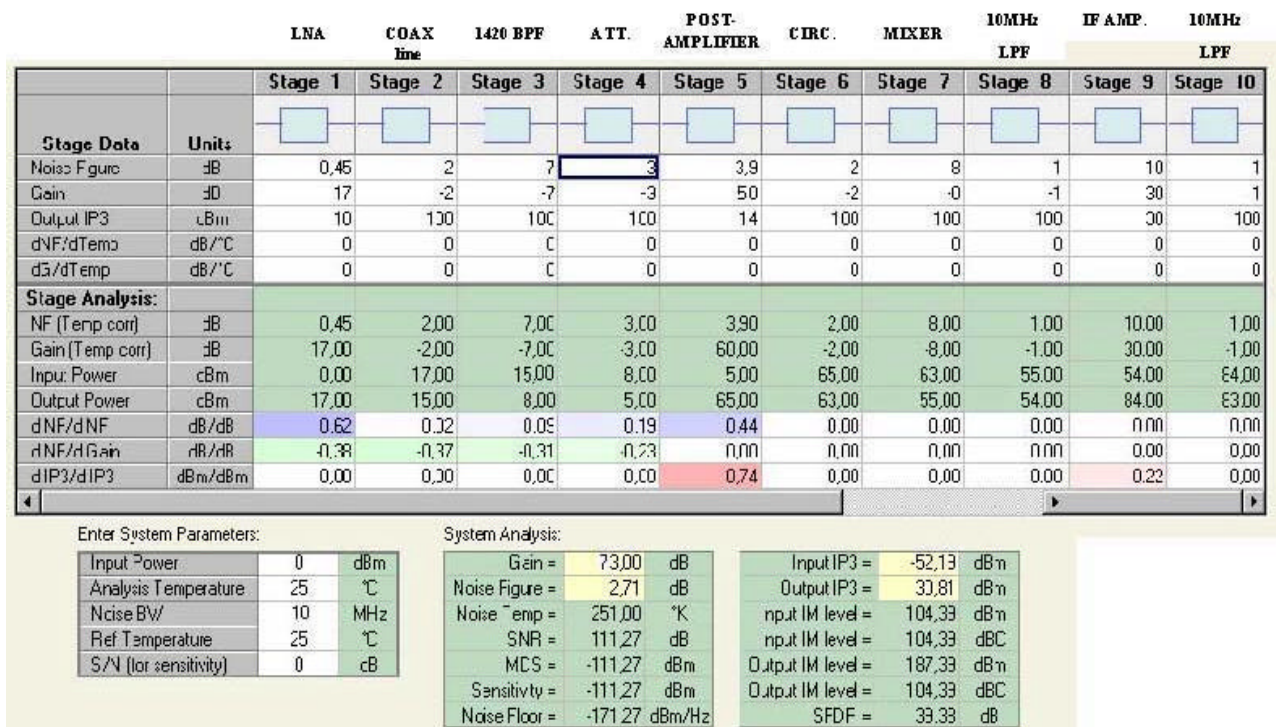 LNA COAX line 1420 BPF ATT. POST-AMPLIFIER CIRC. MIXER 10MHz LPF IF AMP. 10MHz LPF
Stage 1 Stage 2 Stage 3 Stage 4 Stage 5 Stage 6 Stage 7 Stage 8 Stage 9 Stage 10
Stage Data Units
Noise Figure dB 0,45 2 7 3 3,9 2 8 1 10 1
Gain dB 17 -2 -7 -3 50 -2 -0 -1 30 1
Output IP3 dBm 10 100 100 100 14 100 100 100 30 100
dNF/dTemp dB/°C 0 0 0 0 0 0 0 0 0 0
dG/dTemp dB/°C 0 0 0 0 0 0 0 0 0 0
Stage Analysis:
NF (Temp corr) dB 0,45 2,00 7,00 3,00 3,90 2,00 8,00 1,00 10,00 1,00
Gain (Temp corr) dB 17,00 -2,00 -7,00 -3,00 60,00 -2,00 -8,00 -1,00 30,00 -1,00
Input Power dBm 0,00 17,00 15,00 8,00 5,00 65,00 63,00 55,00 54,00 84,00
Output Power dBm 17,00 15,00 8,00 5,00 65,00 63,00 55,00 54,00 84,00 83,00
dNF/dNF dB/dB 0,62 0,02 0,09 0,19 0,44 0,00 0,00 0,00 0,00 0,00
dNF/dGain dB/dB -0,38 -0,37 -0,31 -0,23 0,00 0,00 0,00 0,00 0,00 0,00
dIP3/dIP3 dBm/dBm 0,00 0,00 0,00 0,00 0,74 0,00 0,00 0,00 0,22 0,00
Enter System Parameters:
Input Power 0 dBm
Analysis Temperature 25 °C
Noise BW 10 MHz
Ref Temperature 25 °C
S/N (for sensitivity) 0 dB
System Analysis:
Gain = 73,00 dB
Noise Figure = 2,71 dB
Noise Temp = 251,00 °K
SNR = 111,27 dB
MDS = -111,27 dBm
Sensitivity = -111,27 dBm
Noise Floor = -171,27 dBm/Hz
Input IP3 = dBm
Output IP3 = 30,81 dBm
Input IM level = 104,39 dBm
Input IM level = 104,39 dBC
Output IM level = 187,39 dBm
Output IM level = 104,39 dBC
= dB